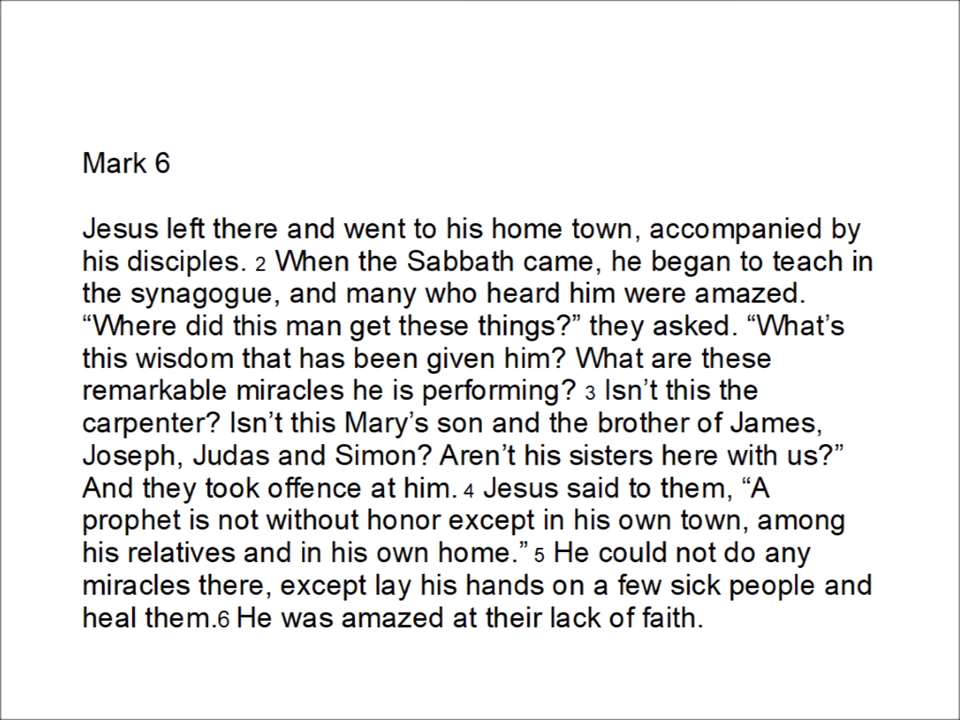 Mark 6
Jesus left there and went to his home town, accompanied by
his disciples. 2 When the Sabbath came, he began to teach in
the synagogue, and many who heard him were amazed.
“Where did this man get these things?” they asked. “What’s
this wisdom that has been given him? What are these
remarkable miracles he is performing? 3 Isn’t this the
carpenter? Isn’t this Mary’s son and the brother of James,
Joseph, Judas and Simon? Aren’t his sisters here with us?”
And they took offence at him. 4 Jesus said to them, “A
prophet is not without honor except in his own town, among
his relatives and in his own home.” 5 He could not do any
miracles there, except lay his hands on a few sick people and
heal them.6 He was amazed at their lack of faith.